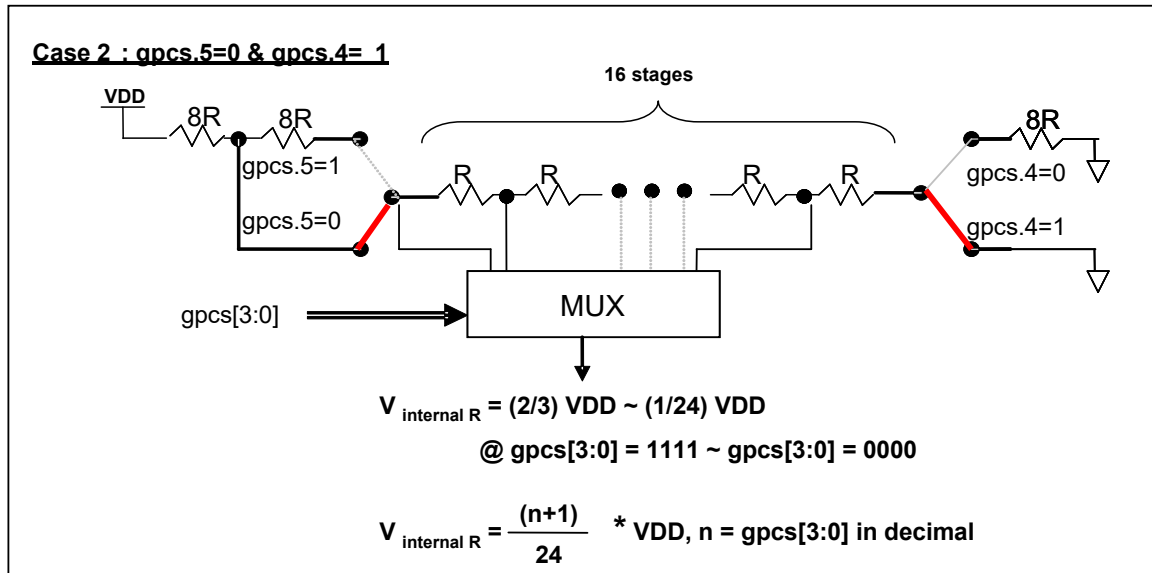 Case 2 : gpcs.5=0 & gpcs.4= 1
16 stages
VDD
8R
8R
8R
gpcs.5=1
R
R
R
R
gpcs.4=0
gpcs.5=0
gpcs.4=1
gpcs[3:0]
MUX
V internal R = (2/3) VDD ~ (1/24) VDD
@ gpcs[3:0] = 1111 ~ gpcs[3:0] = 0000
V internal R = (n+1) / 24 * VDD, n = gpcs[3:0] in decimal